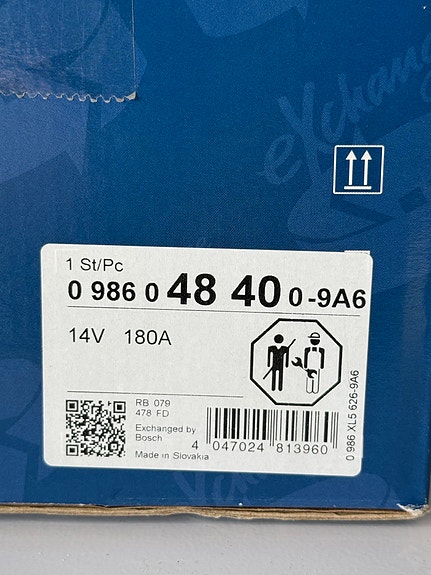 eXchange
1 St/Pc
0 986 0 48 40 0-9A6
14V 180A
RB 079
478 FD
Exchanged by
Bosch
Made in Slovakia
4 047024 813960
0 986 XL5 626-9A6